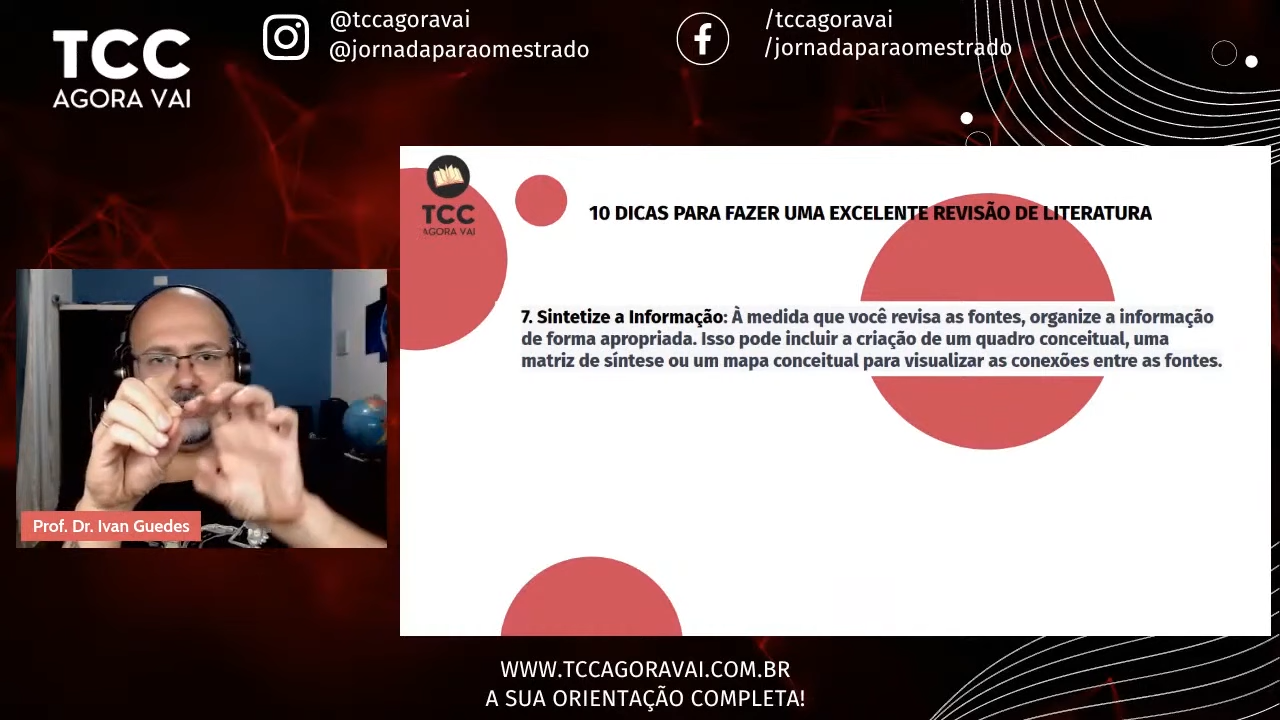 TCC
AGORA VAI
@tccagoravai
@jornadaparaomestrado
/tccagoravai
/jornadaparaomestrado
TCC
AGORA VAI
10 DICAS PARA FAZER UMA EXCELENTE REVISÃO DE LITERATURA
7. Sintetize a Informação: À medida que você revisa as fontes, organize a informação
de forma apropriada. Isso pode incluir a criação de um quadro conceitual, uma
matriz de síntese ou um mapa conceitual para visualizar as conexões entre as fontes.
Prof. Dr. Ivan Guedes
WWW.TCCAGORAVAI.COM.BR
A SUA ORIENTAÇÃO COMPLETA!